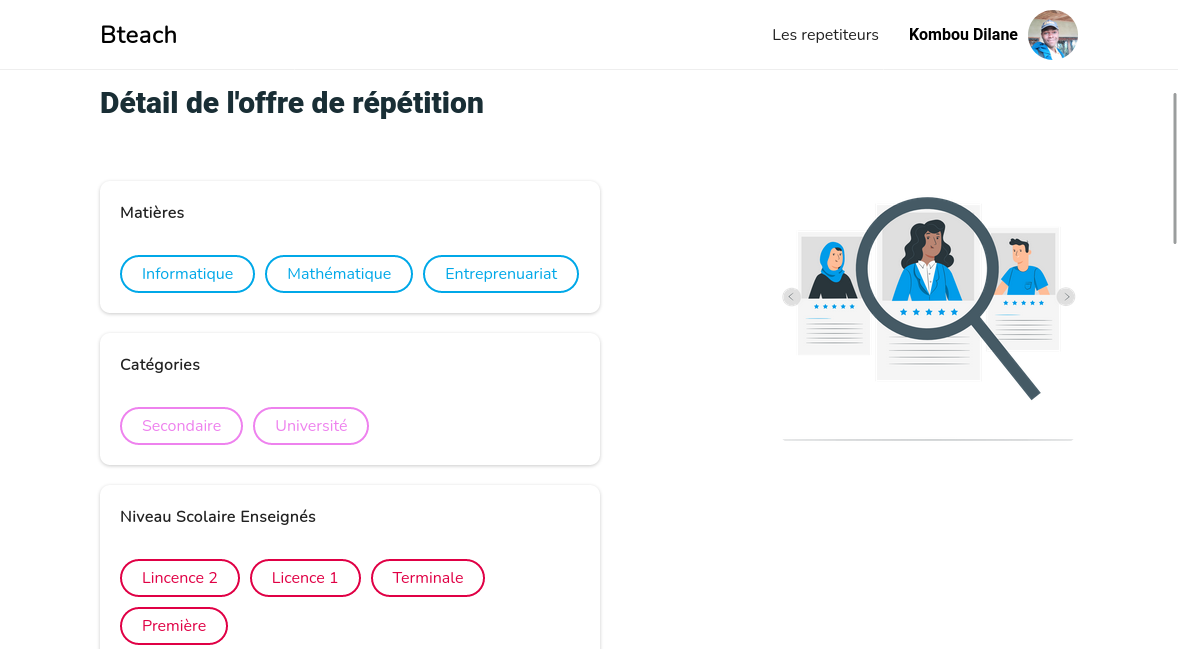 Bteach
Les repetiteurs
Kombou Dilane
Détail de l'offre de répétition
Matières
Informatique
Mathématique
Entreprenuariat
Catégories
Secondaire
Université
Niveau Scolaire Enseignés
Lincence 2
Licence 1
Terminale
Première